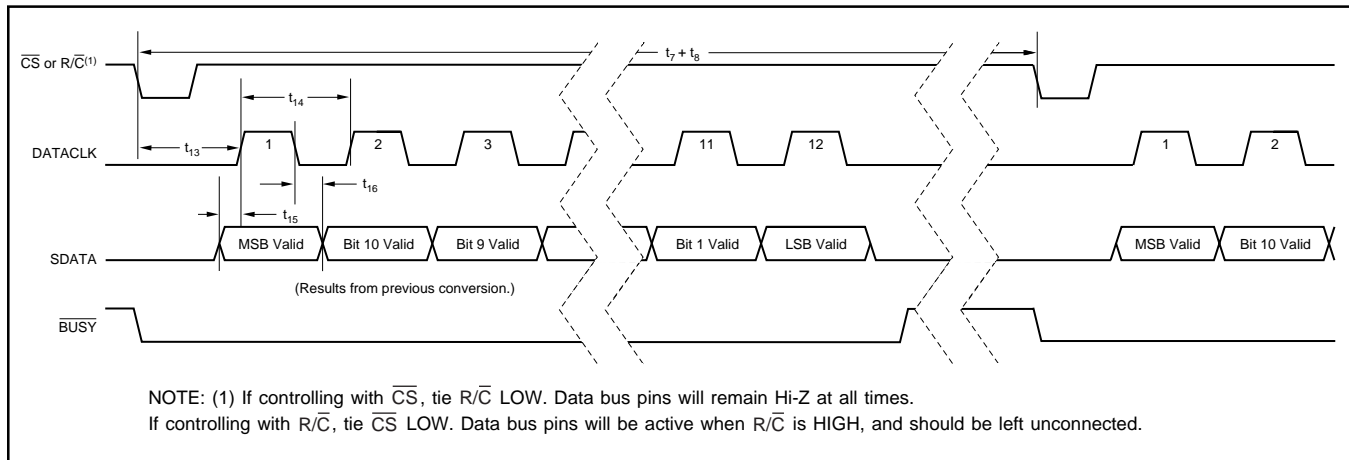 t7 + t8
CS or R/C(1)
t14
DATACLK
t13
1
2
3
11
12
1
2
t16
t15
SDATA
MSB Valid
Bit 10 Valid
Bit 9 Valid
Bit 1 Valid
LSB Valid
MSB Valid
Bit 10 Valid
(Results from previous conversion.)
BUSY
NOTE: (1) If controlling with CS, tie R/C LOW. Data bus pins will remain Hi-Z at all times.
If controlling with R/C, tie CS LOW. Data bus pins will be active when R/C is HIGH, and should be left unconnected.